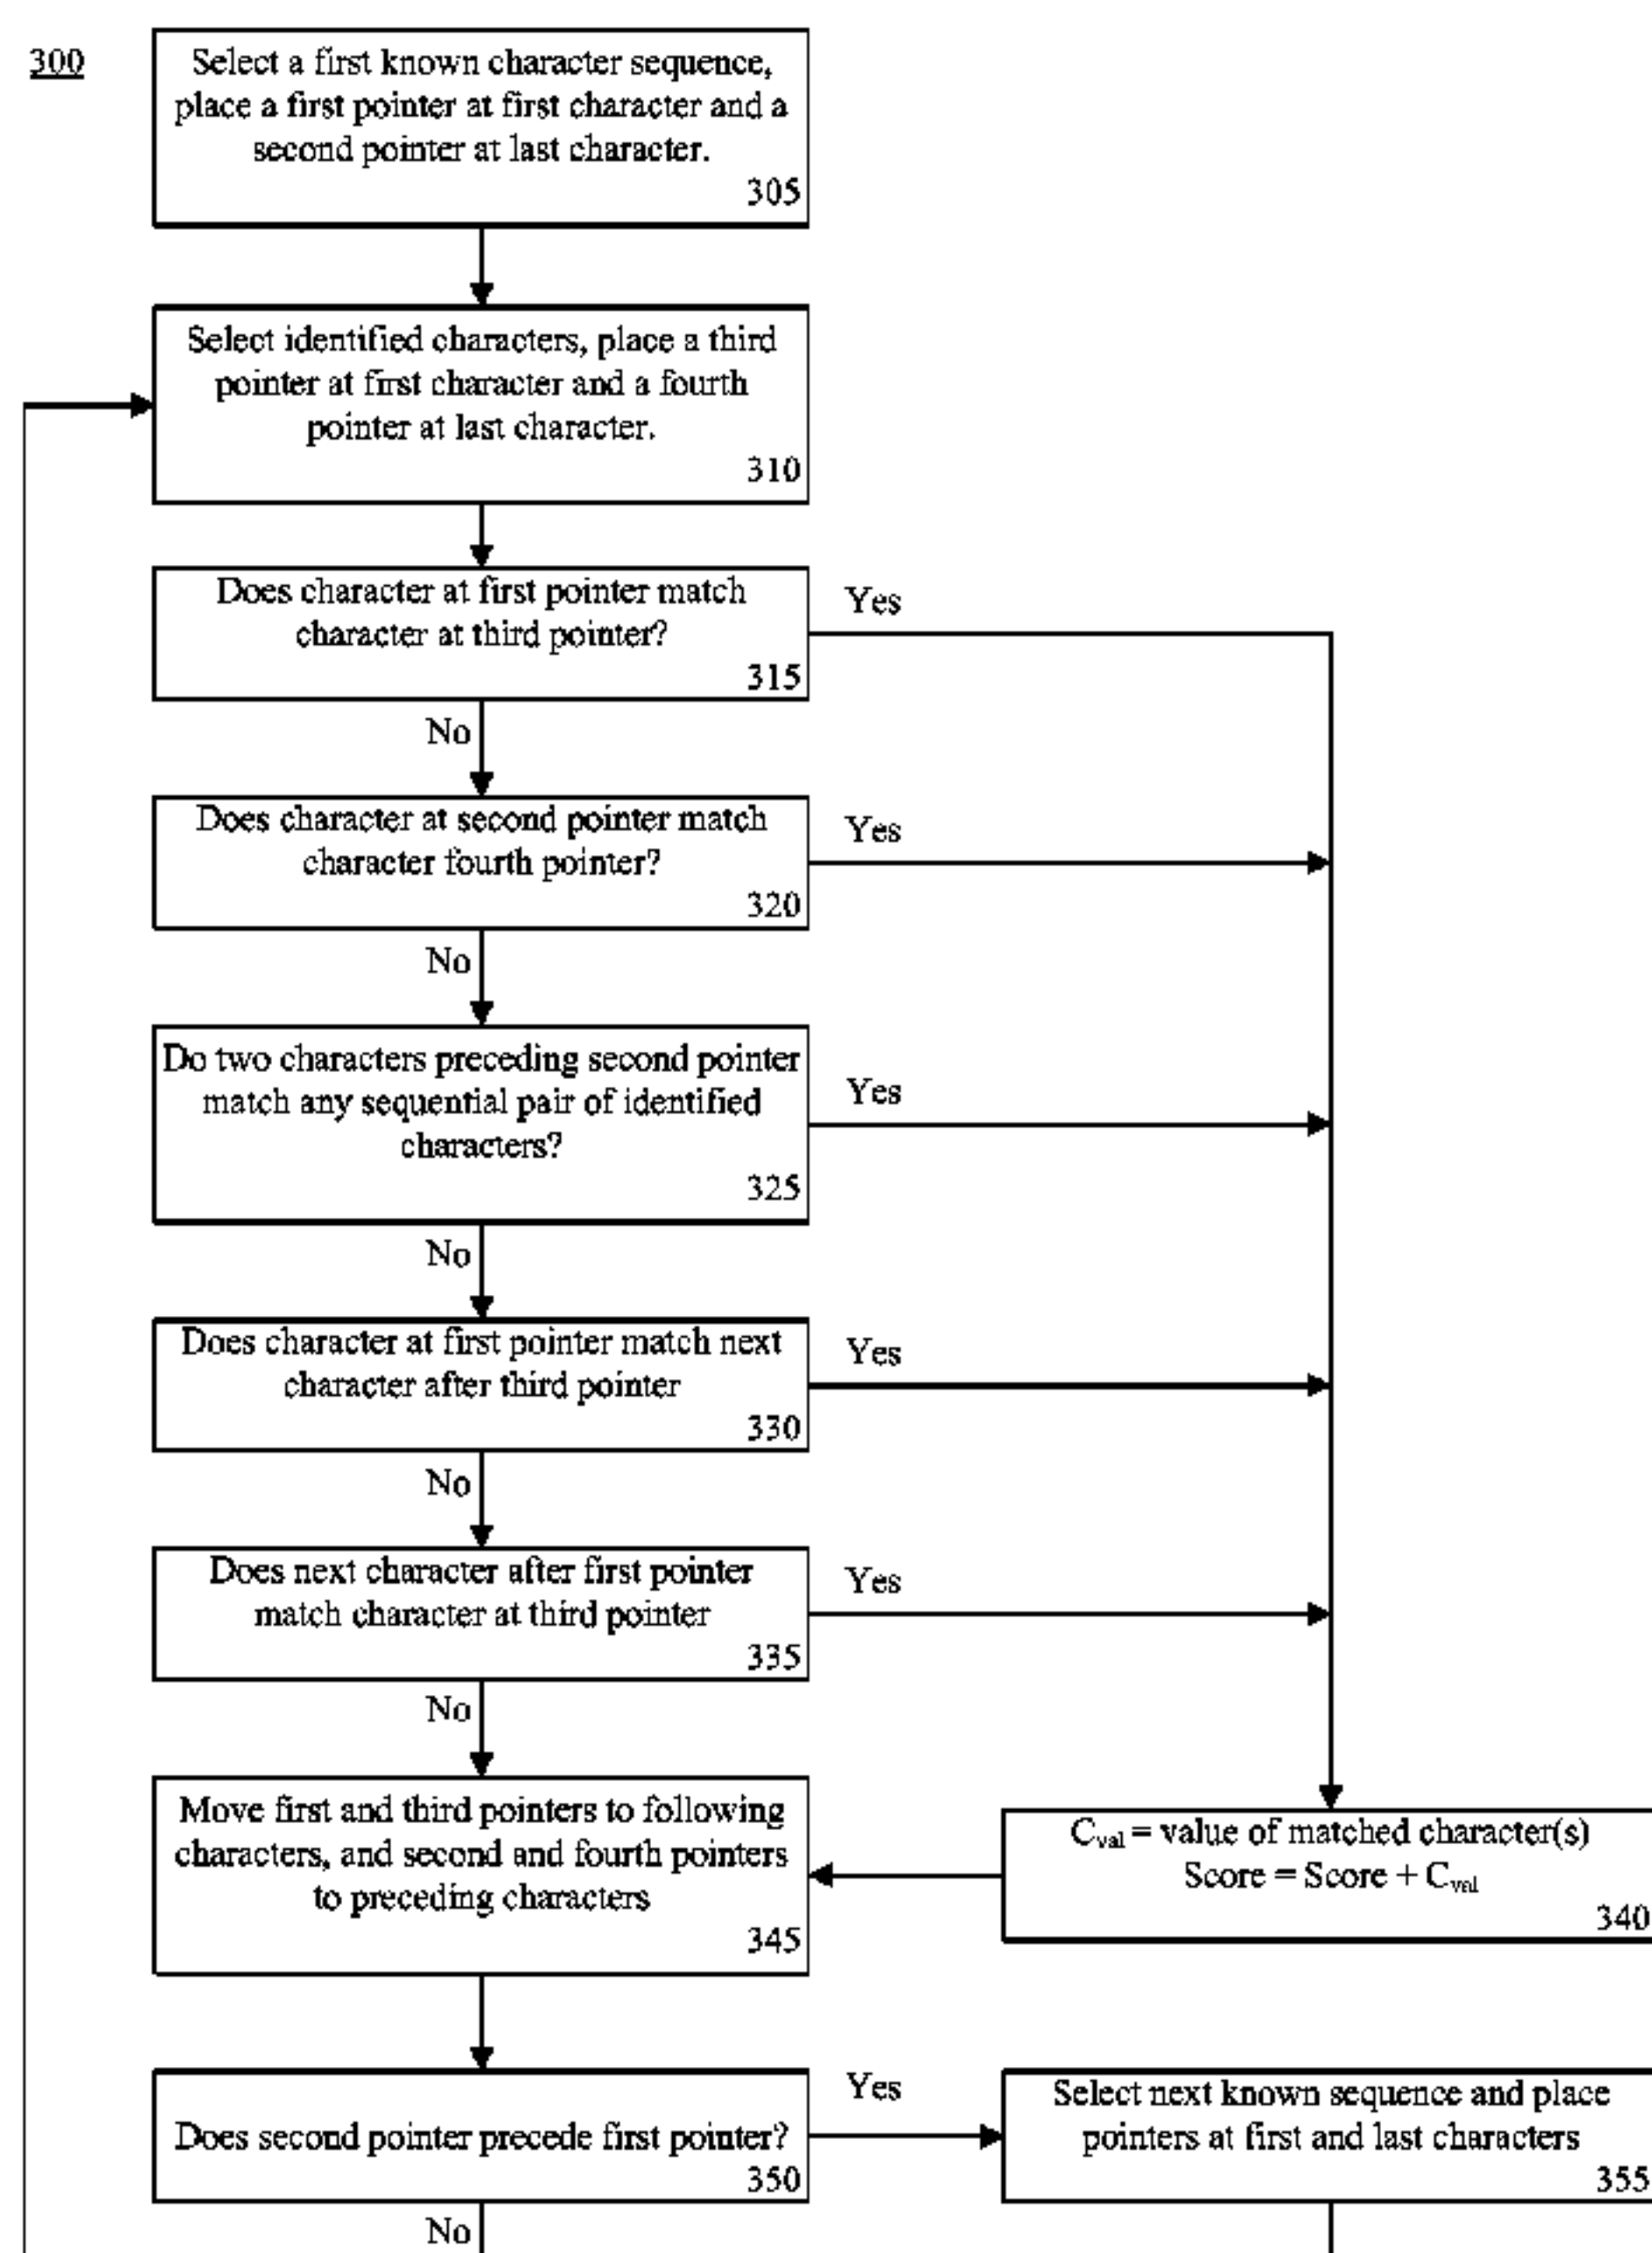 300
Select a first known character sequence,
place a first pointer at first character and a
second pointer at last character.
305
Select identified characters, place a third
pointer at first character and a fourth
pointer at last character.
310
Does character at first pointer match
character at third pointer?
315
Yes
No
Does character at second pointer match
character fourth pointer?
320
Yes
No
Do two characters preceding second pointer
match any sequential pair of identified
characters?
325
Yes
No
Does character at first pointer match next
character after third pointer
330
Yes
No
Does next character after first pointer
match character at third pointer
335
Yes
No
Move first and third pointers to following
characters, and second and fourth pointers
to preceding characters
345
Cval = value of matched character(s)
Score = Score + Cval
340
Does second pointer precede first pointer?
350
Yes
No
Select next known sequence and place
pointers at first and last characters
355